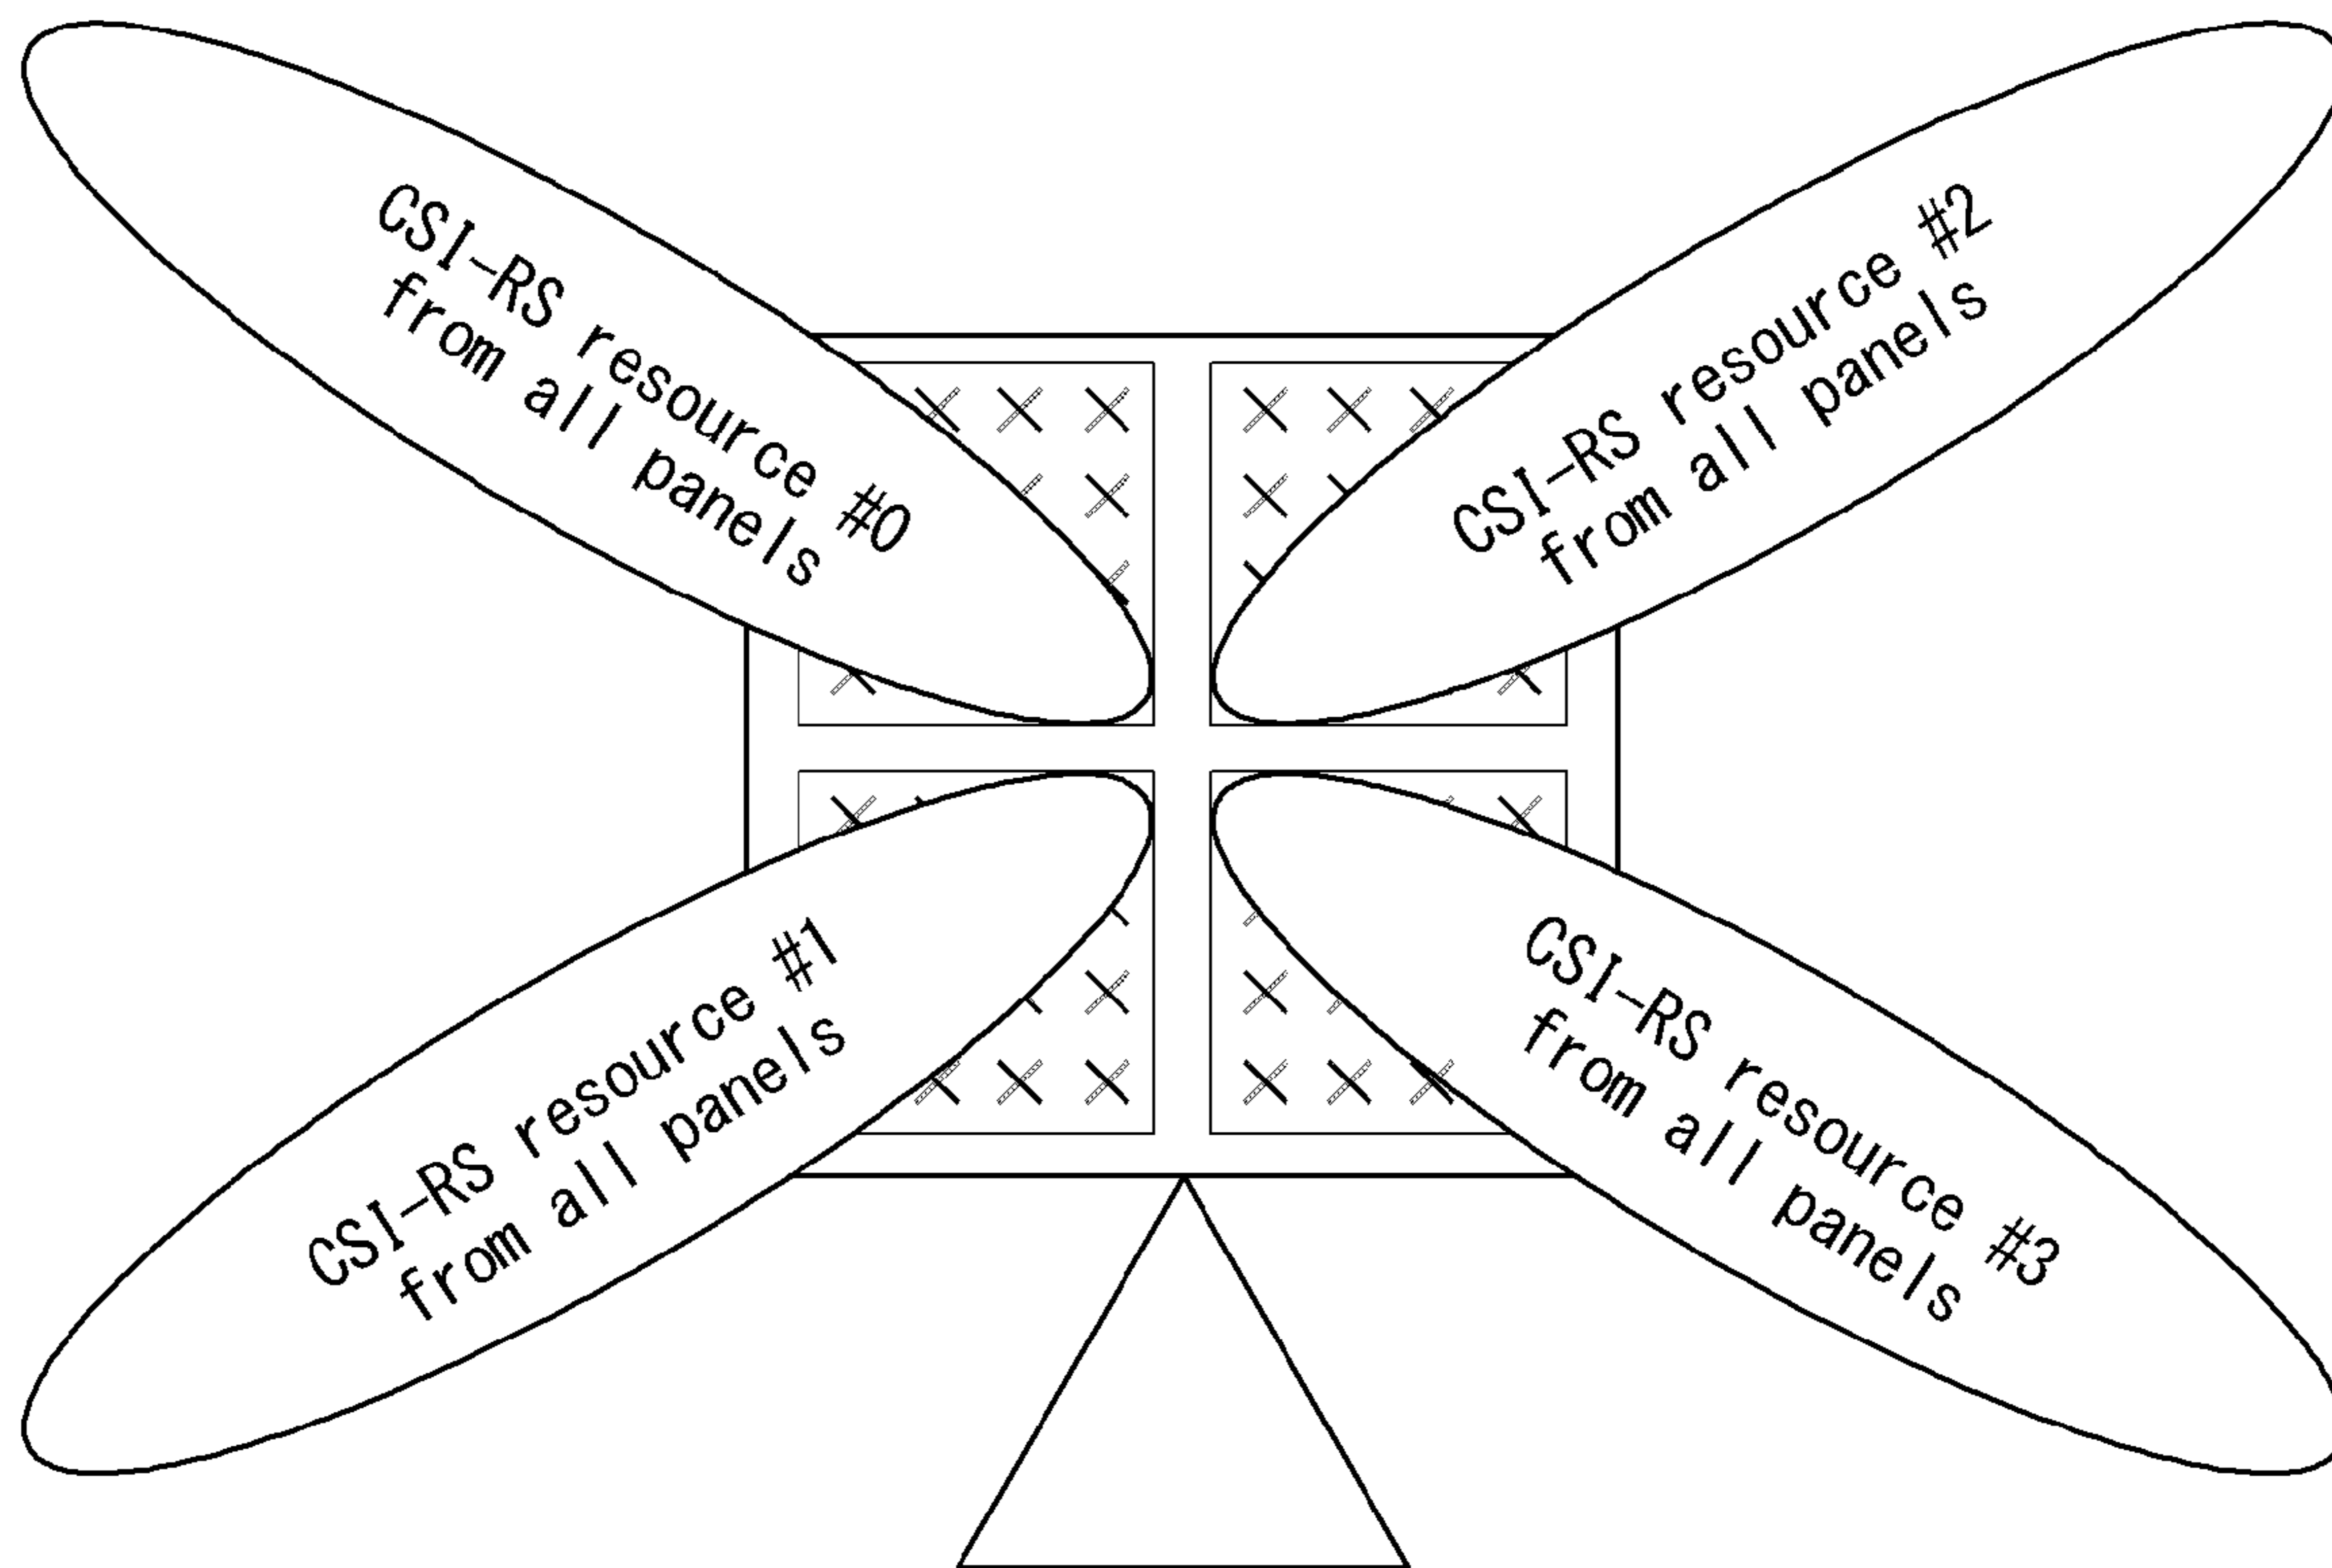 CSI-RS resource #0
from all panels
CSI-RS resource #2
from all panels
CSI-RS resource #1
from all panels
CSI-RS resource #3
from all panels